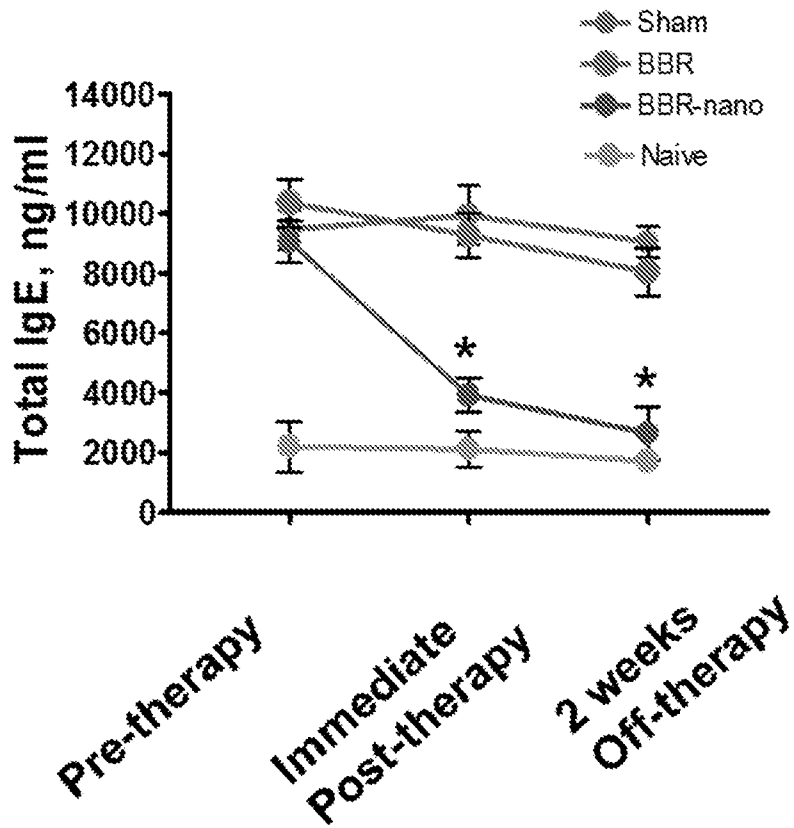 Sham
BBR
BBR-nano
Naive
Total IgE, ng/ml
14000
12000
10000
8000
6000
4000
2000
0
*
*
Pre-therapy
Immediate
Post-therapy
2 weeks
Off-therapy